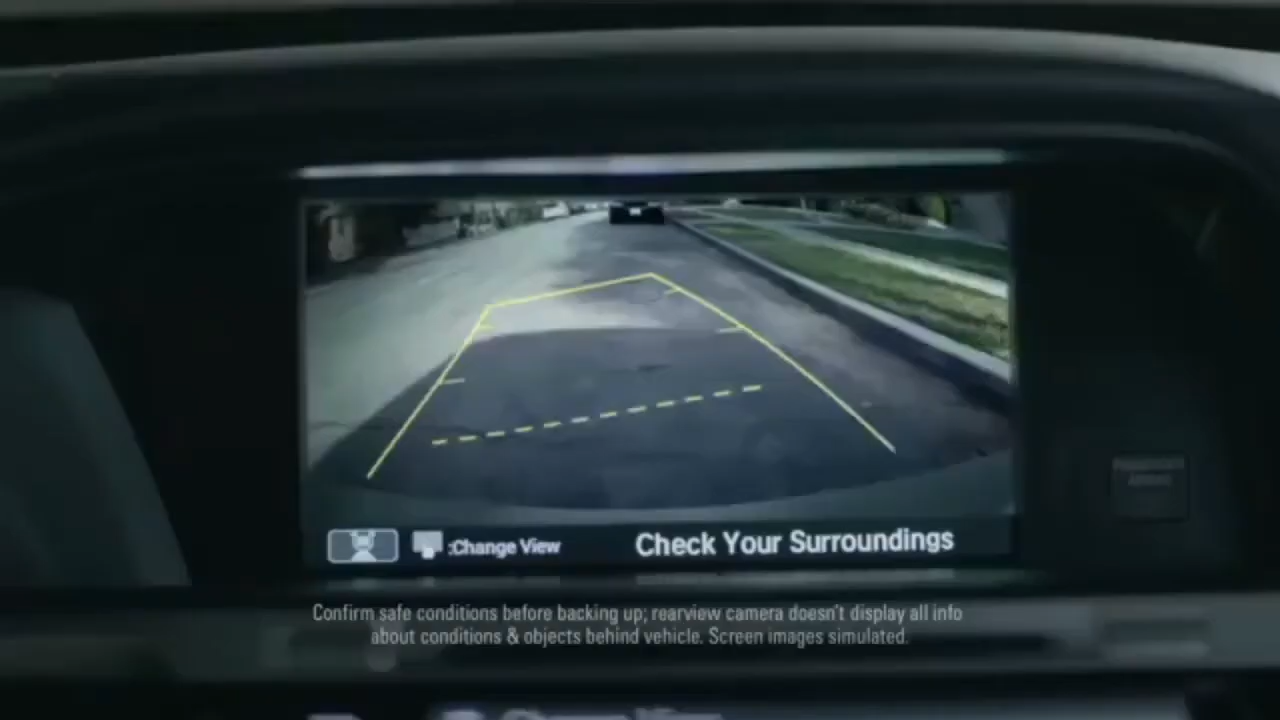 :Change View
Check Your Surroundings
Confirm safe conditions before backing up; rearview camera doesn't display all info
about conditions & objects behind vehicle. Screen images simulated.